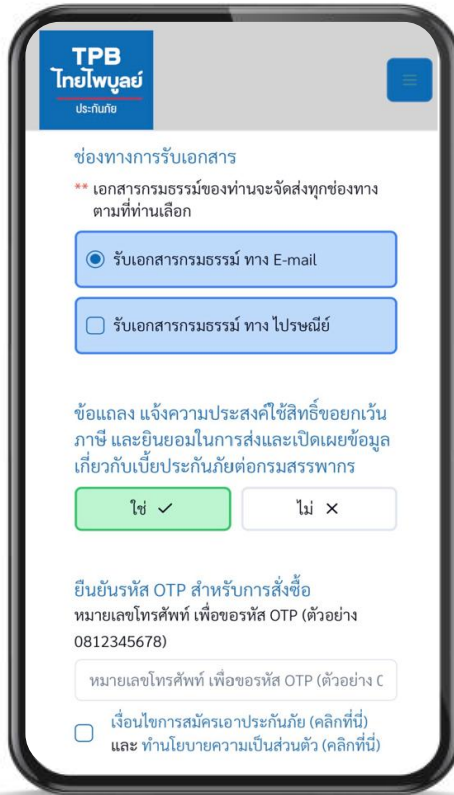 TPB
ไทยไพบูลย์
ประกันภัย
ช่องทางการรับเอกสาร
** เอกสารกรมธรรม์ของท่านจะจัดส่งทุกช่องทาง
ตามที่ท่านเลือก
รับเอกสารกรมธรรม์ ทาง E-mail
รับเอกสารกรมธรรม์ ทาง ไปรษณีย์
ข้อแถลง แจ้งความประสงค์ใช้สิทธิ์ขอยกเว้น
ภาษี และยินยอมในการส่งและเปิดเผยข้อมูล
เกี่ยวกับเบี้ยประกันภัยต่อกรมสรรพากร
ใช่ ✓ ไม่ ✕
ยืนยันรหัส OTP สำหรับการสั่งซื้อ
หมายเลขโทรศัพท์ เพื่อขอรหัส OTP (ตัวอย่าง
0812345678)
หมายเลขโทรศัพท์ เพื่อขอรหัส OTP (ตัวอย่าง 0
เงื่อนไขการสมัครเอาประกันภัย (คลิกที่นี่)
และ ทำนโยบายความเป็นส่วนตัว (คลิกที่นี่)